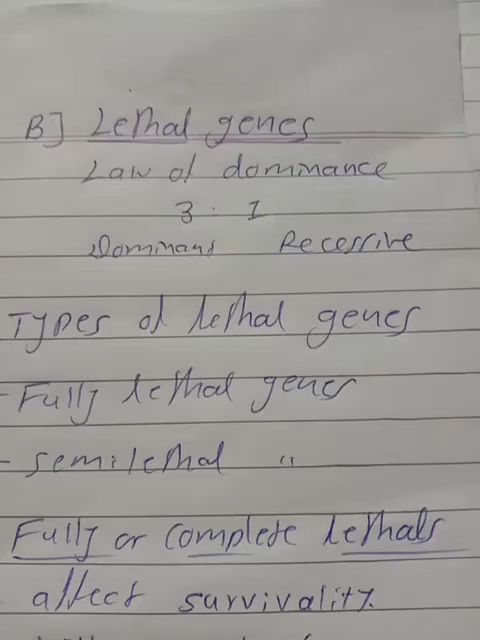 B] Lethal genes
Law of dominance
3 : 1
Dominant Recessive
Types of lethal genes
- Fully lethal genes
- semilethal "
Fully or complete lethals
affect survivality.